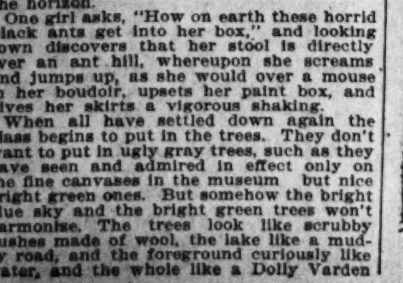 he horizon.
One girl asks, "How on earth these horrid
lack ants get into her box," and looking
own discovers that her stool is directly
ver an ant hill, whereupon she screams
nd jumps up, as she would over a mouse
n her boudoir, upsets her paint box, and
ives her skirts a vigorous shaking.
When all have settled down again the
lass begins to put in the trees. They don't
ant to put in ugly gray trees, such as they
ave seen and admired in effect only on
he fine canvases in the museum but nice
right green ones. But somehow the bright
lue sky and the bright green trees won't
armonise. The trees look like scrubby
ushes made of wool, the lake like a mud-
y road, and the foreground curiously like
ater, and the whole like a Dolly Varden